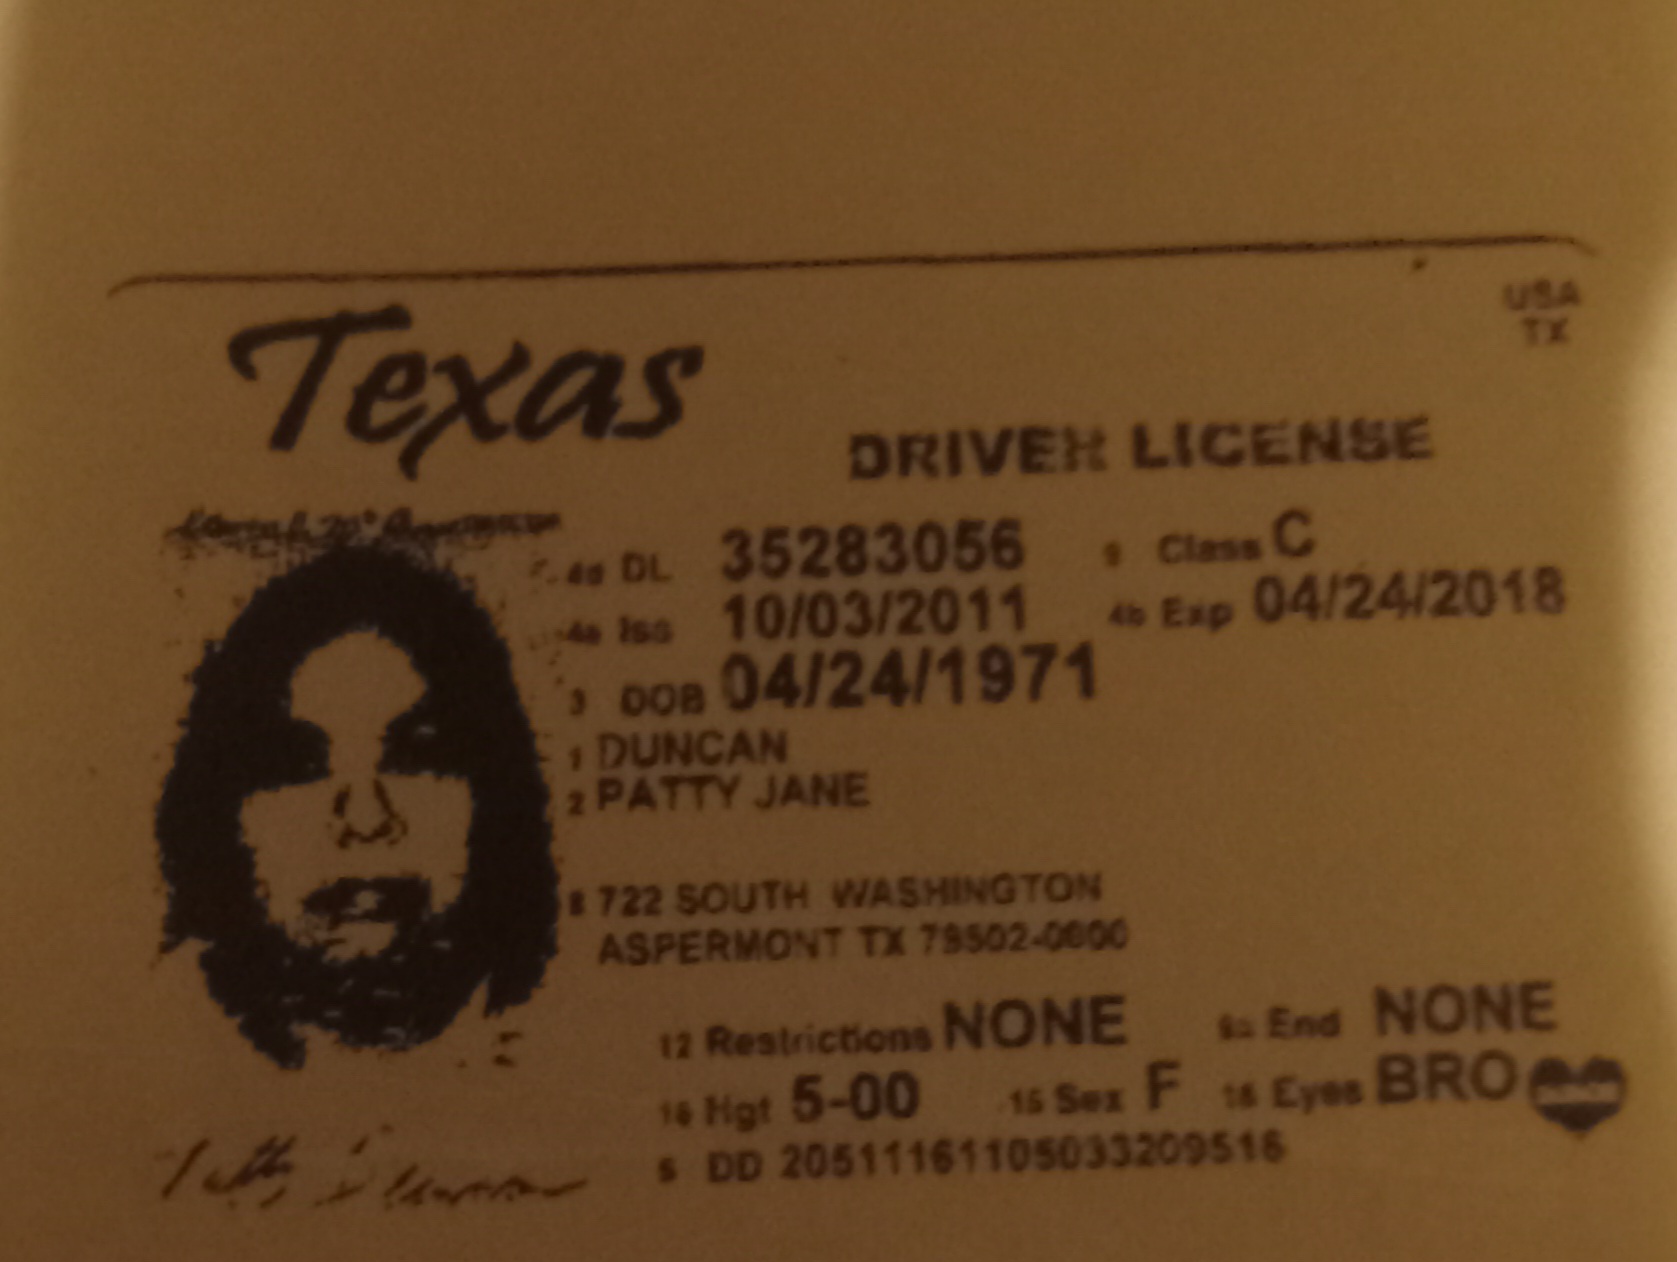 USA
TX
Texas
DRIVER LICENSE
4d DL 35283056 9 Class C
4a Iss 10/03/2011 4b Exp 04/24/2018
3 DOB 04/24/1971
1 DUNCAN
2 PATTY JANE
8 722 SOUTH WASHINGTON
ASPERMONT TX 79502-0000
12 Restrictions NONE 9a End NONE
16 Hgt 5-00 15 Sex F 18 Eyes BRO
5 DD 20511161105033209516